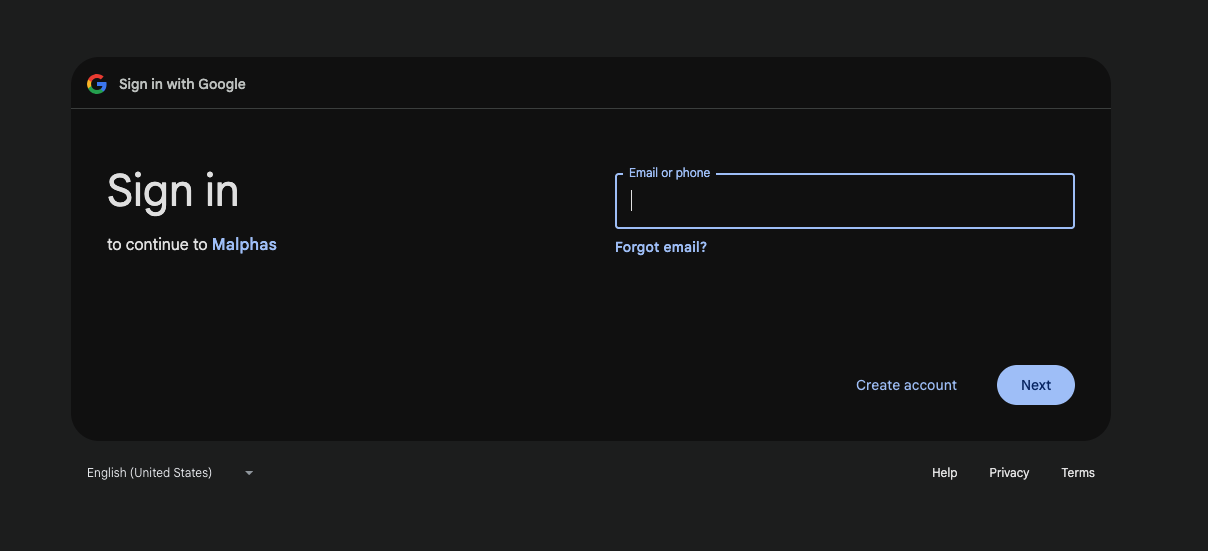 Sign in with Google
Sign in
to continue to Malphas
Email or phone
Forgot email?
Create account
Next
English (United States)
Help
Privacy
Terms